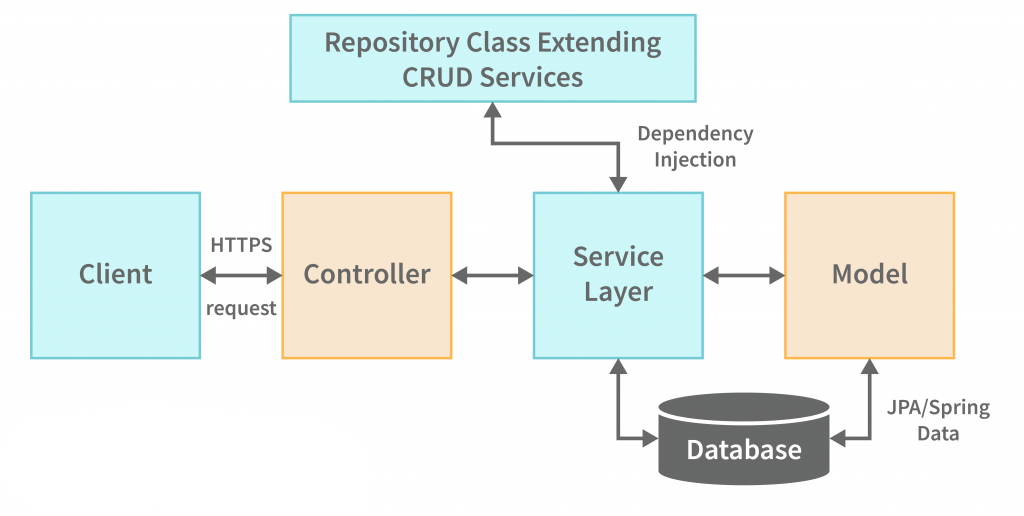 Repository Class Extending
CRUD Services
Dependency
Injection
Client
HTTPS
request
Controller
Service
Layer
Model
Database
JPA/Spring
Data